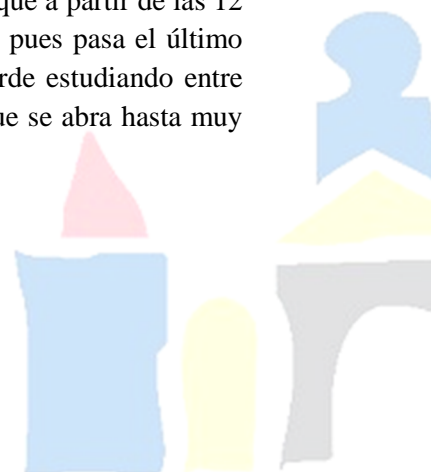 que a partir de las 12
pues pasa el último
rde estudiando entre
ue se abra hasta muy